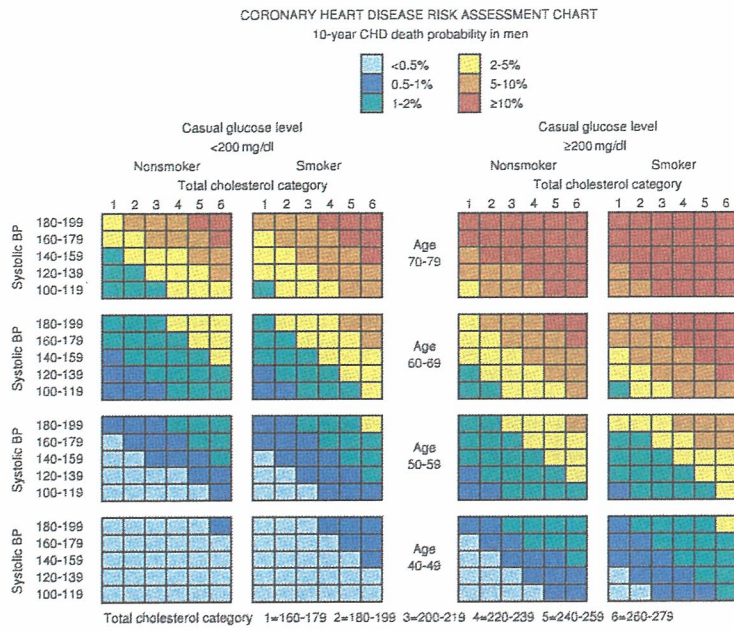 CORONARY HEART DISEASE RISK ASSESSMENT CHART
10-year CHD death probability in men
<0.5% 2-5%
0.5-1% 5-10%
1-2% ≥10%
Casual glucose level Casual glucose level
<200 mg/dl ≥200 mg/dl
Nonsmoker Smoker Nonsmoker Smoker
Total cholesterol category Total cholesterol category
1 2 3 4 5 6 1 2 3 4 5 6 1 2 3 4 5 6 1 2 3 4 5 6
Systolic BP
180-199
160-179
140-159
120-139
100-119
Age
70-79
Systolic BP
180-199
160-179
140-159
120-139
100-119
Age
60-69
Systolic BP
180-199
160-179
140-159
120-139
100-119
Age
50-59
Systolic BP
180-199
160-179
140-159
120-139
100-119
Age
40-49
Total cholesterol category 1=160-179 2=180-199 3=200-219 4=220-239 5=240-259 6=260-279